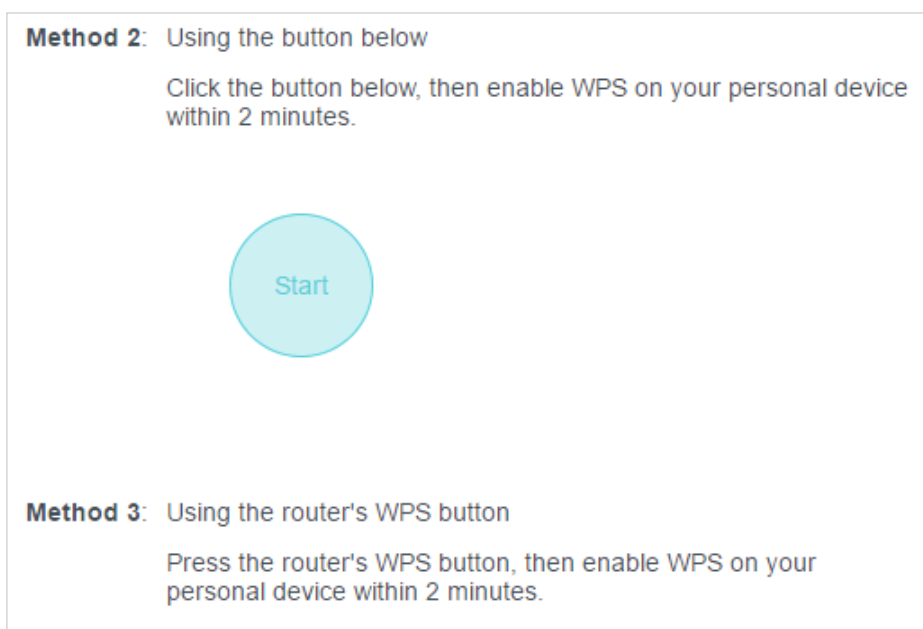 Method 2: Using the button below
Click the button below, then enable WPS on your personal device
within 2 minutes.
Start
Method 3: Using the router's WPS button
Press the router's WPS button, then enable WPS on your
personal device within 2 minutes.